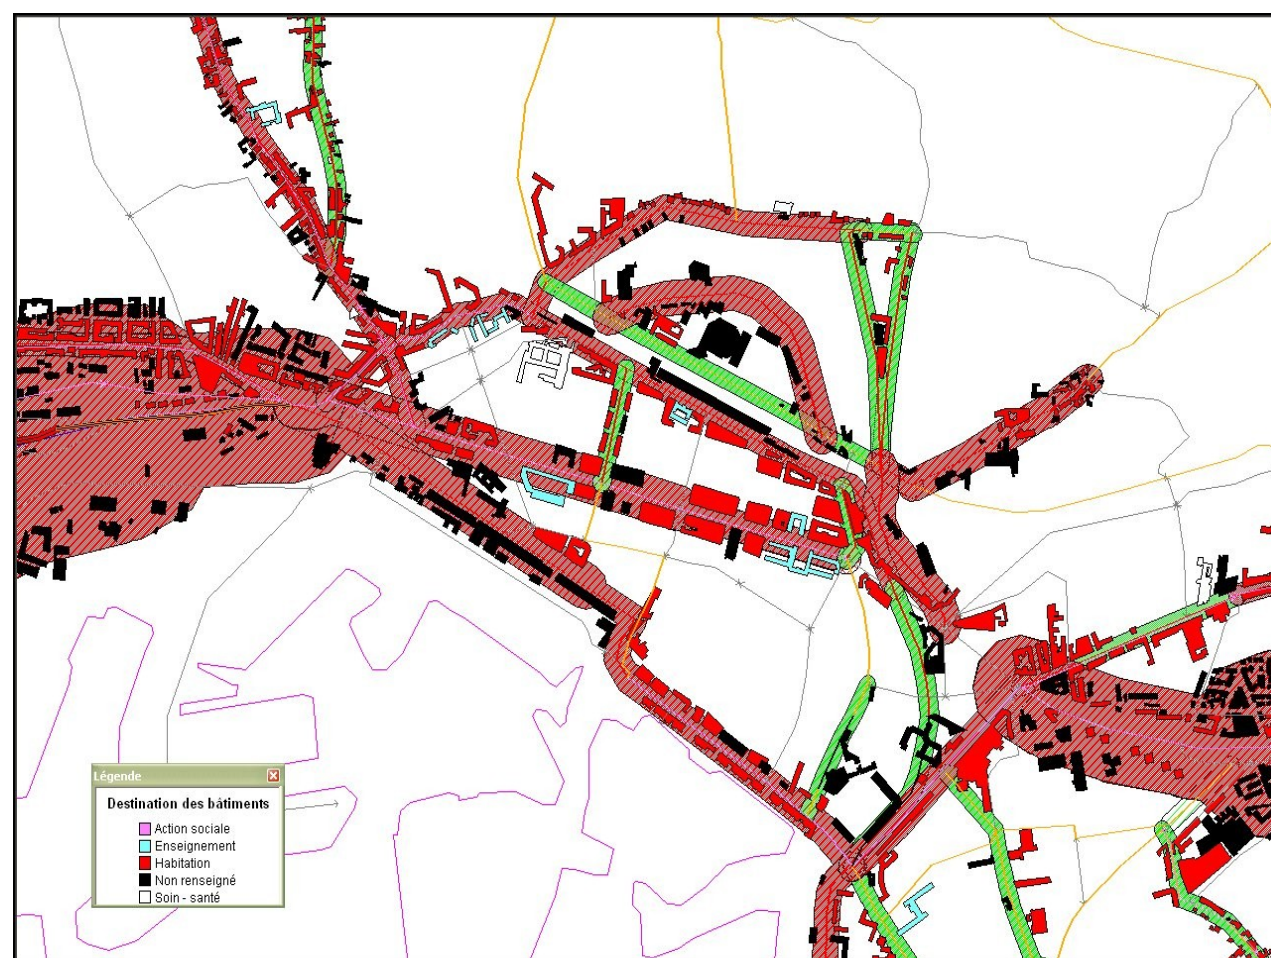 Légende
Destination des bâtiments
Action sociale
Enseignement
Habitation
Non renseigné
Soin - santé